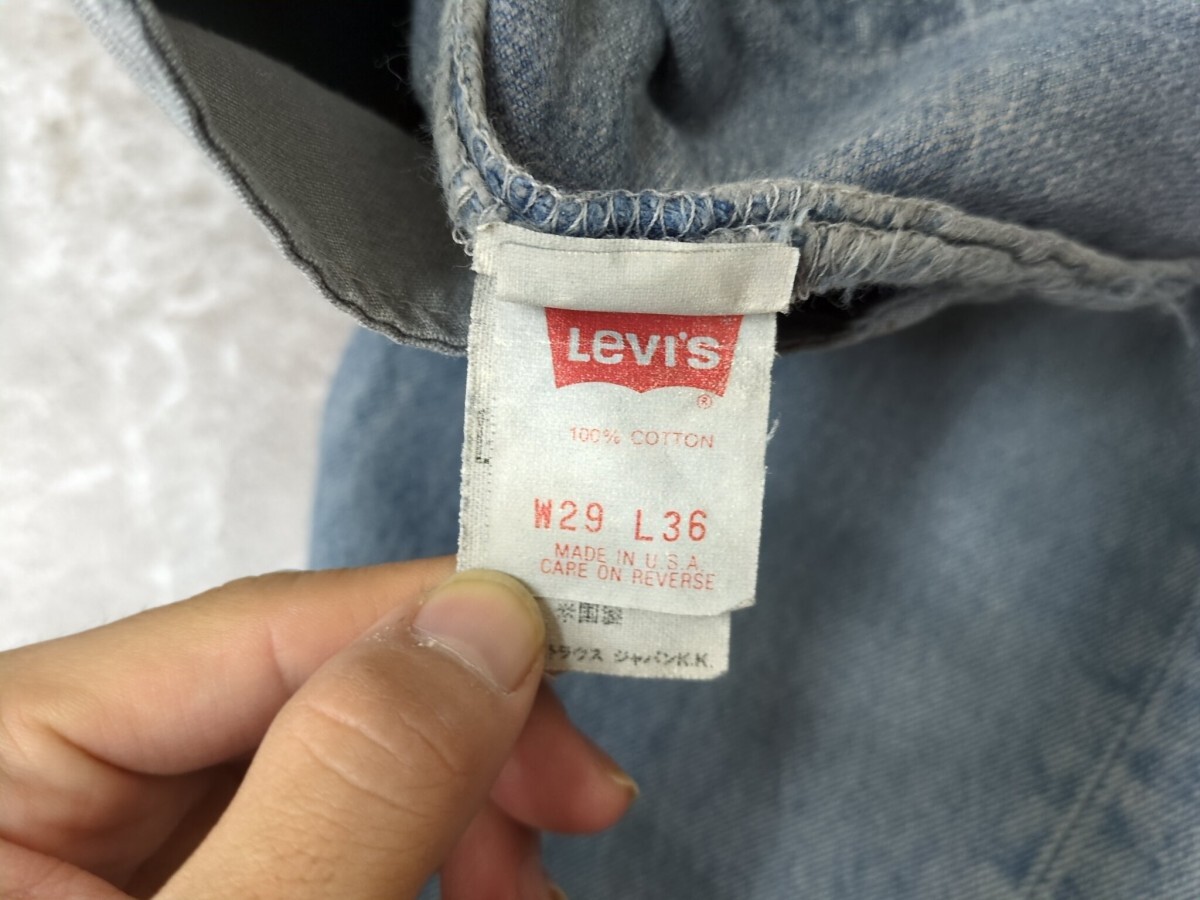 Levi's
®
100% COTTON
W29 L36
MADE IN U.S.A.
CARE ON REVERSE
米国製
トラウス ジャパンK.K.